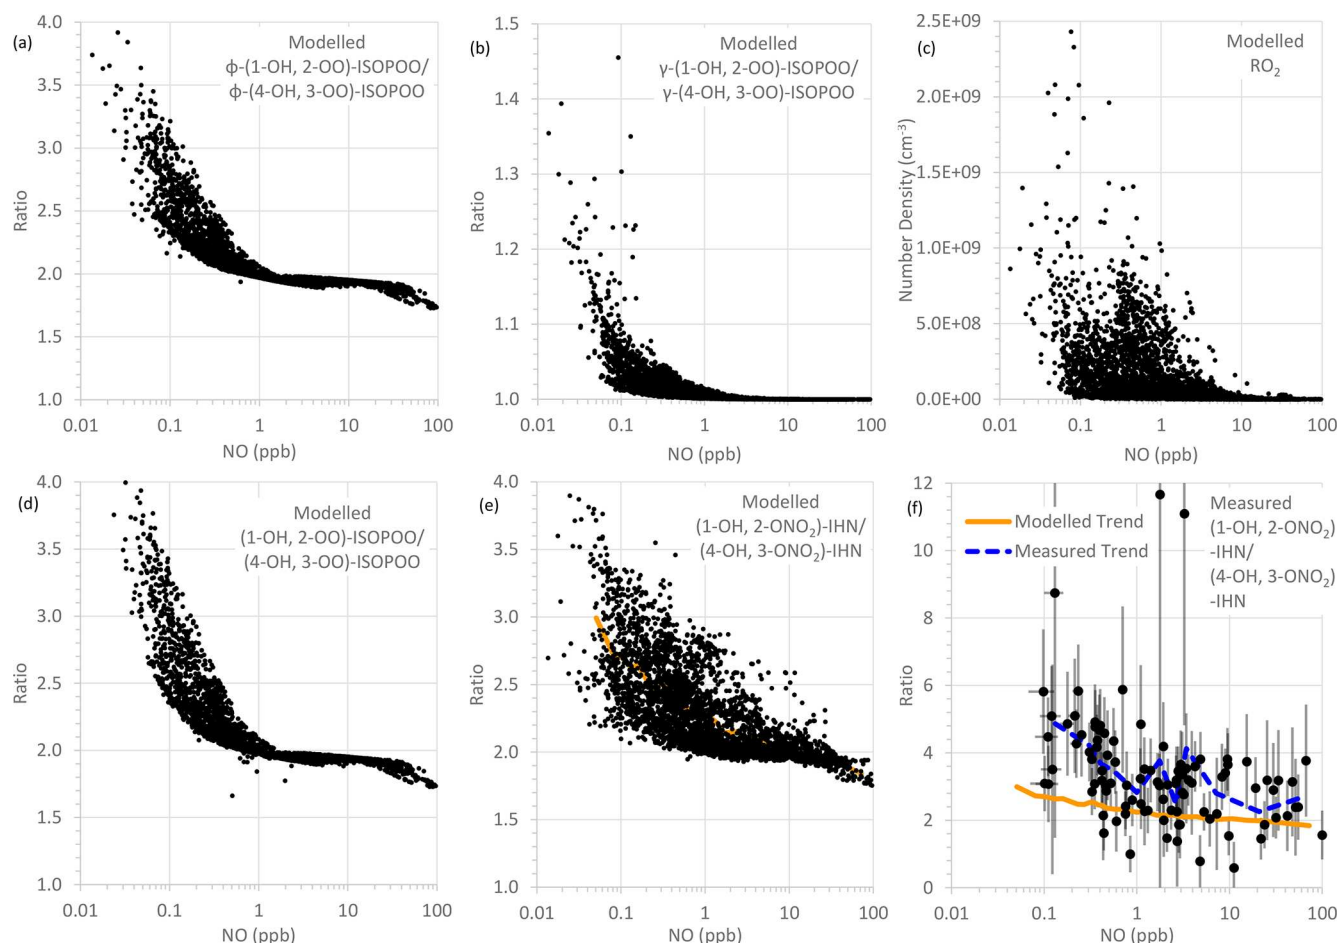 (a)
Modelled
ϕ-(1-OH, 2-OO)-ISOPOO/
ϕ-(4-OH, 3-OO)-ISOPOO
Ratio
4.0
3.5
3.0
2.5
2.0
1.5
1.0
0.01 0.1 1 10 100
NO (ppb)
(b)
Modelled
γ-(1-OH, 2-OO)-ISOPOO/
γ-(4-OH, 3-OO)-ISOPOO
Ratio
1.5
1.4
1.3
1.2
1.1
1.0
0.01 0.1 1 10 100
NO (ppb)
(c)
Modelled
RO₂
Number Density (cm⁻³)
2.5E+09
2.0E+09
1.5E+09
1.0E+09
5.0E+08
0.0E+00
0.01 0.1 1 10 100
NO (ppb)
(d)
Modelled
(1-OH, 2-OO)-ISOPOO/
(4-OH, 3-OO)-ISOPOO
Ratio
4.0
3.5
3.0
2.5
2.0
1.5
1.0
0.01 0.1 1 10 100
NO (ppb)
(e)
Modelled
(1-OH, 2-ONO₂)-IHN/
(4-OH, 3-ONO₂)-IHN
Ratio
4.0
3.5
3.0
2.5
2.0
1.5
1.0
0.01 0.1 1 10 100
NO (ppb)
(f)
Modelled Trend
Measured Trend
Measured
(1-OH, 2-ONO₂)
-IHN/
(4-OH, 3-ONO₂)
-IHN
Ratio
12
10
8
6
4
2
0
0.1 1 10 100
NO (ppb)